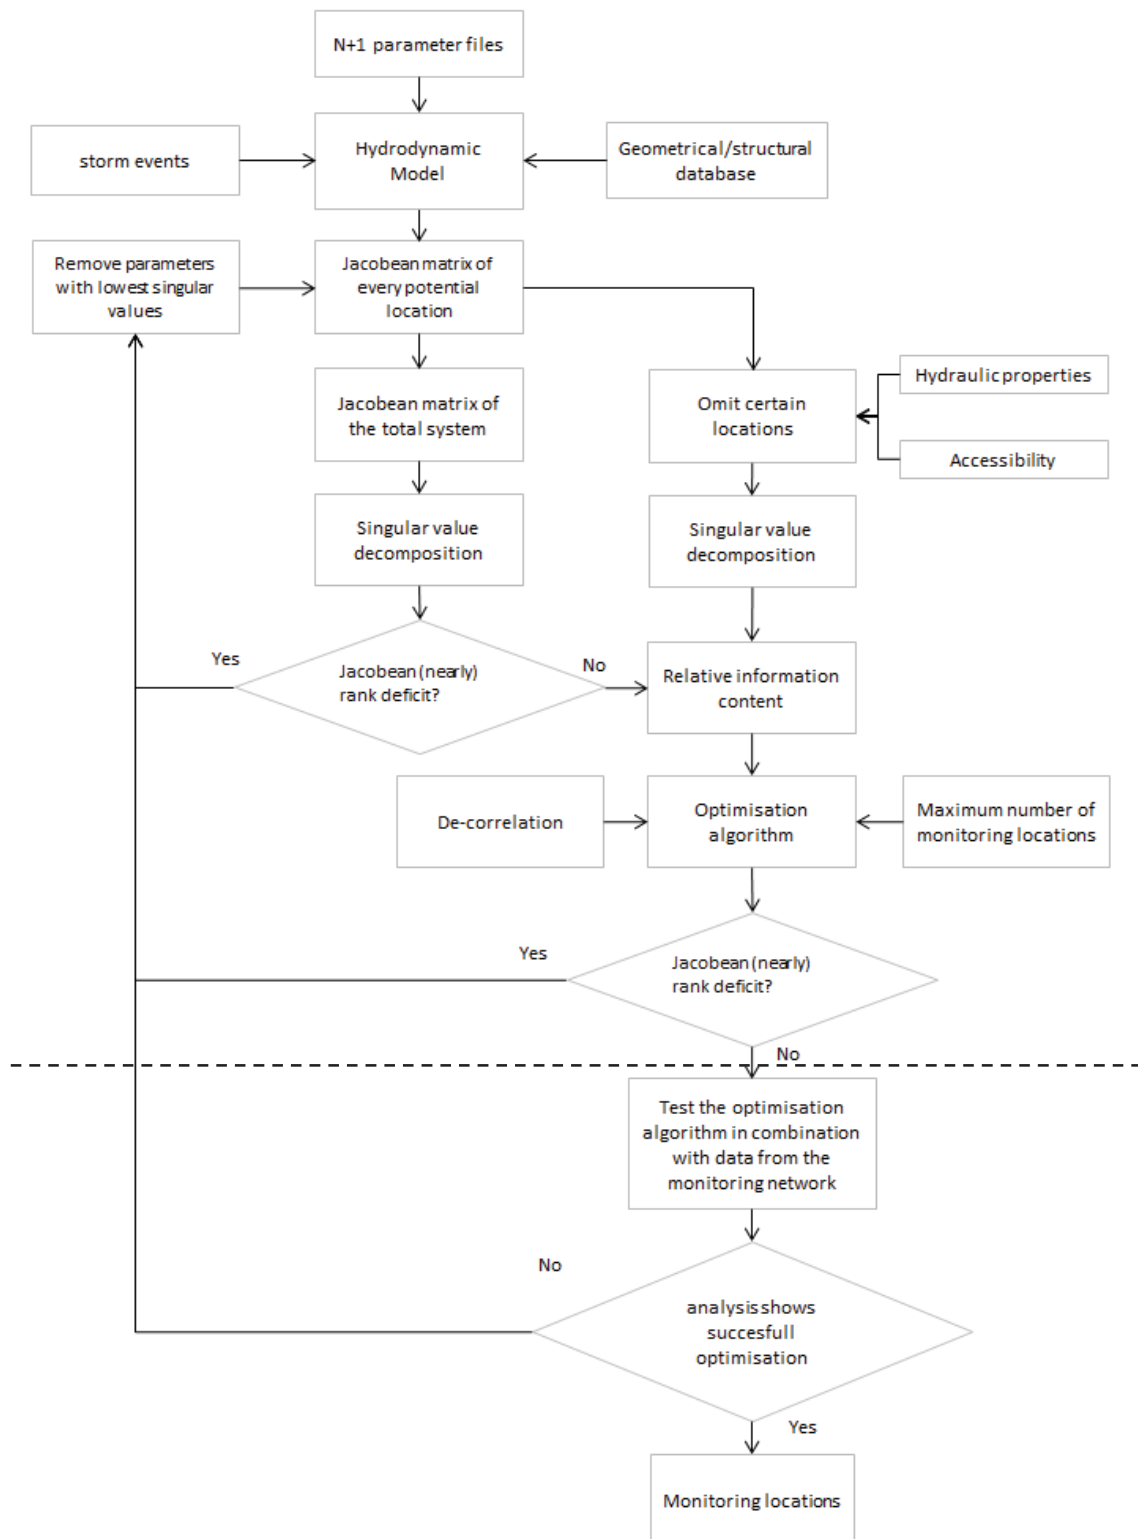 N+1 parameter files
storm events
Hydrodynamic
Model
Geometrical/structural
database
Remove parameters
with lowest singular
values
Jacobean matrix of
every potential
location
Jacobean matrix of
the total system
Omit certain
locations
Hydraulic properties
Accessibility
Singular value
decomposition
Singular value
decomposition
Yes
Jacobean (nearly)
rank deficit?
No
Relative information
content
De-correlation
Optimisation
algorithm
Maximum number of
monitoring locations
Yes
Jacobean (nearly)
rank deficit?
No
Test the optimisation
algorithm in combination
with data from the
monitoring network
No
analysis shows
succesfull
optimisation
Yes
Monitoring locations